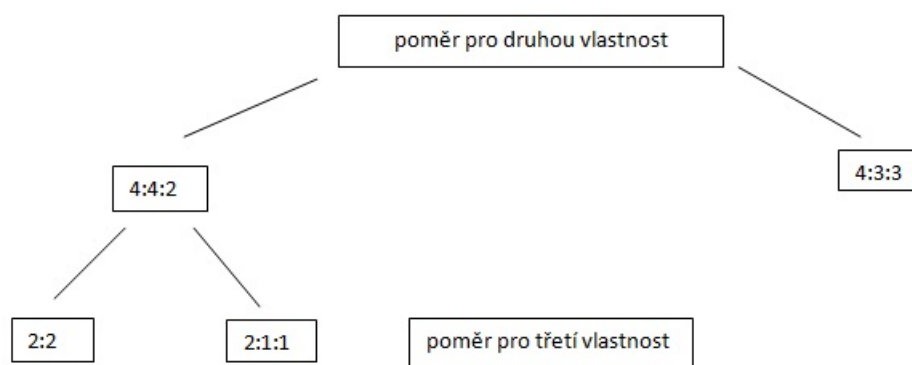 poměr pro druhou vlastnost
4:4:2
4:3:3
2:2
2:1:1
poměr pro třetí vlastnost